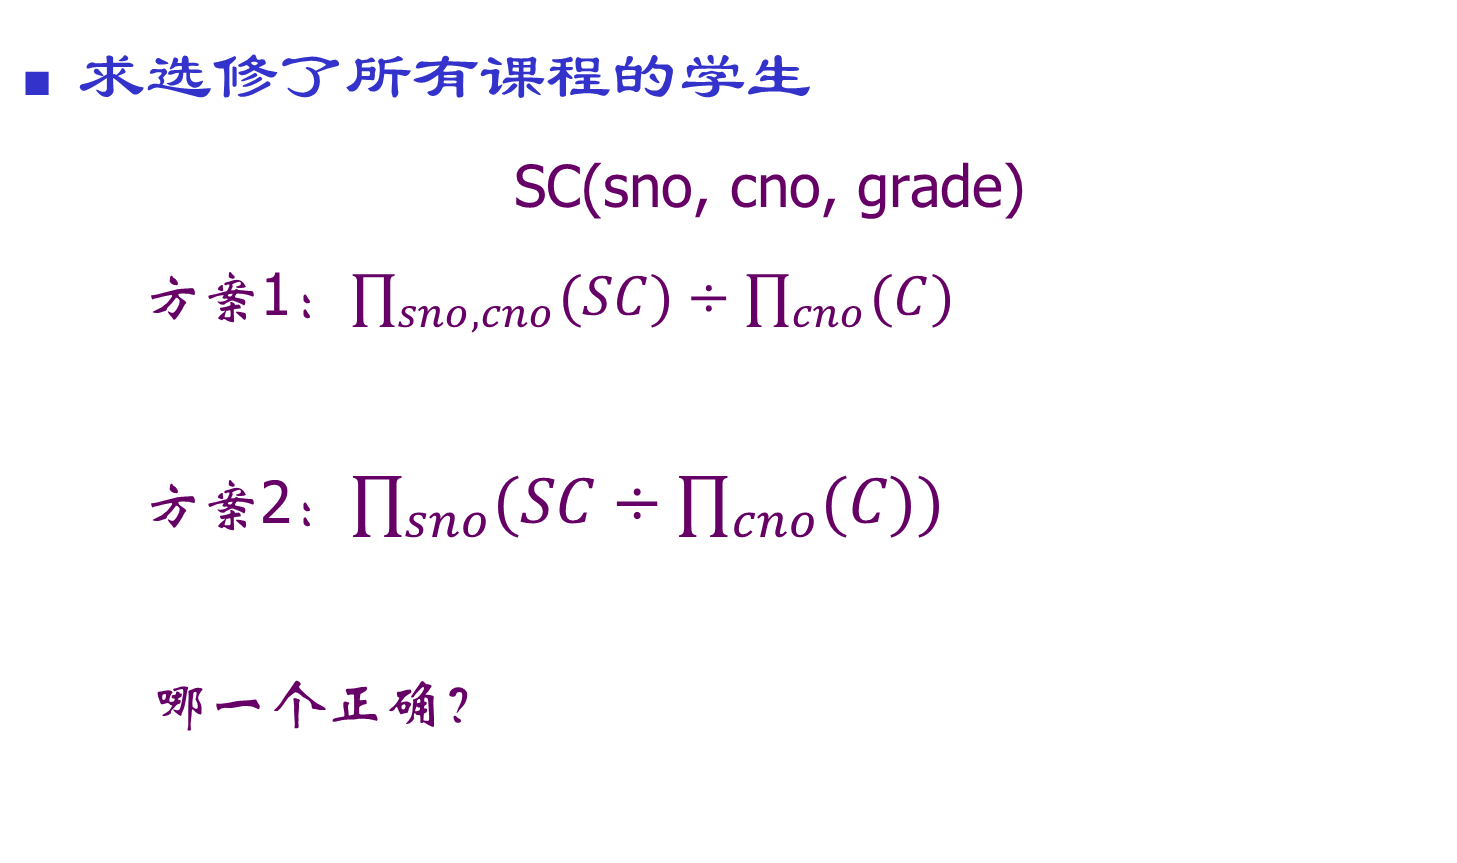 ■ 求选修了所有课程的学生
SC(sno, cno, grade)
方案1：∏sno,cno(SC) ÷ ∏cno(C)
方案2：∏sno(SC ÷ ∏cno(C))
哪一个正确？